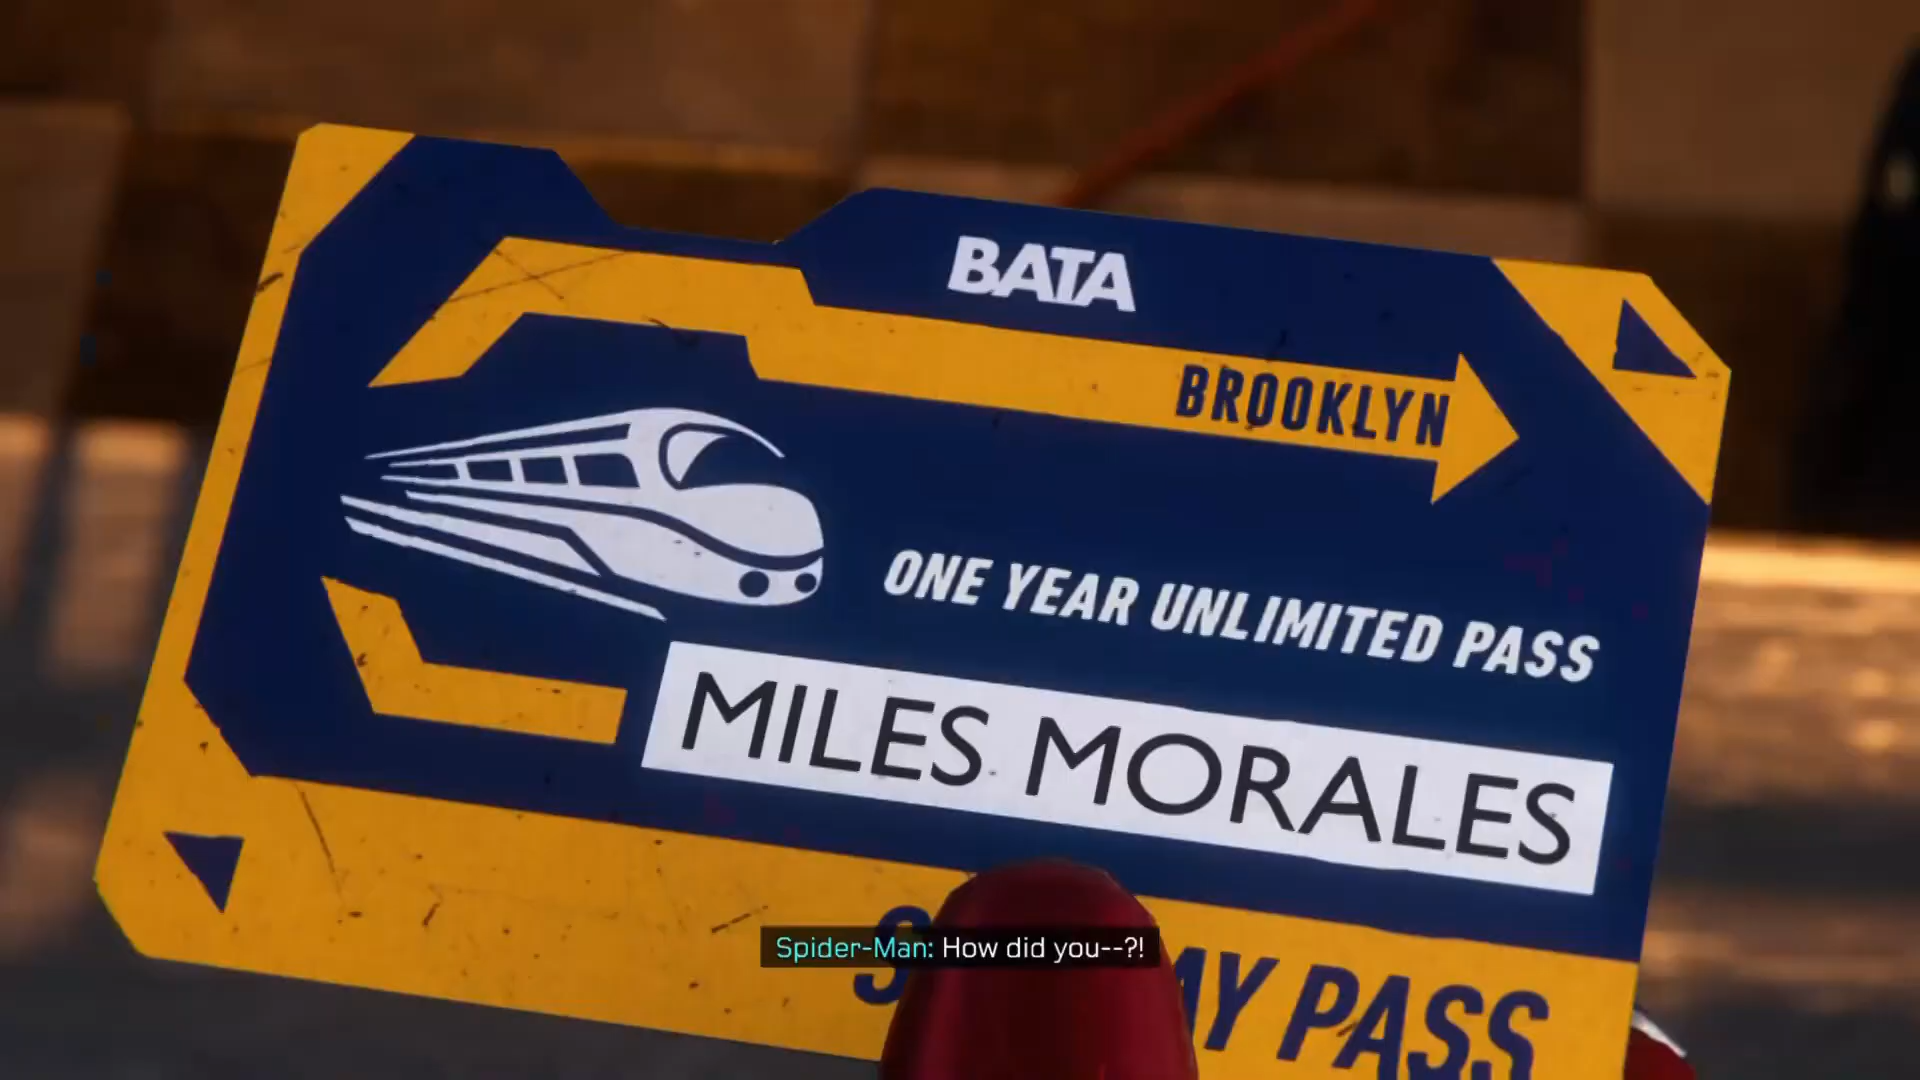 BATA
BROOKLYN
ONE YEAR UNLIMITED PASS
MILES MORALES
Spider-Man: How did you--?!
PASS